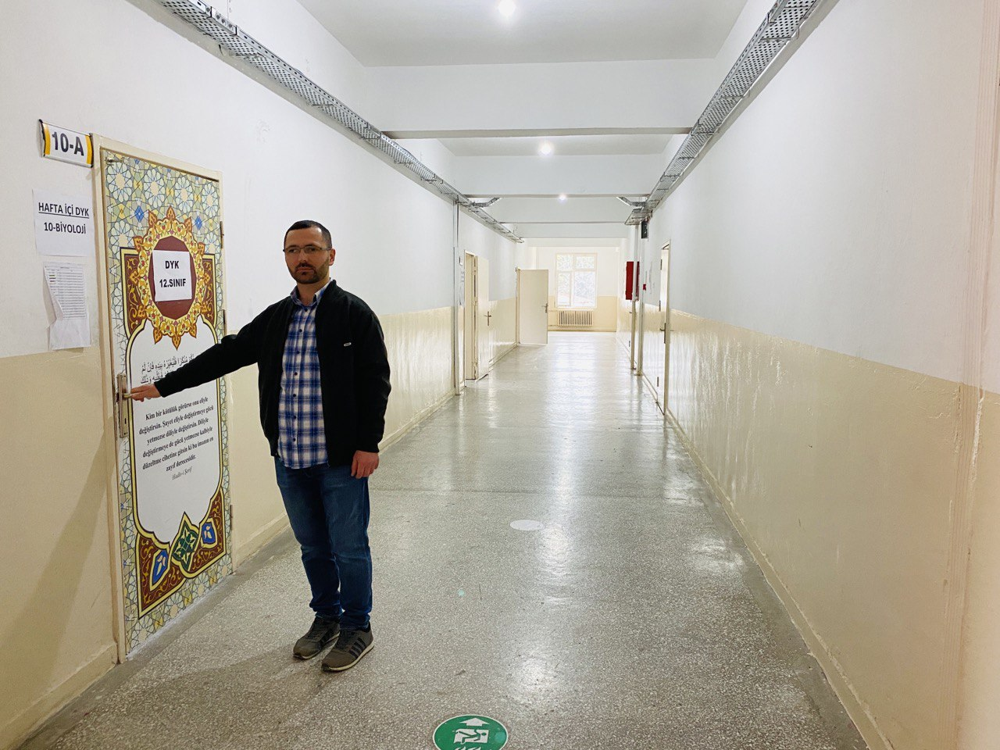 10-A
HAFTA İÇİ DYK
10-BİYOLOJİ
DYK
12.SINIF
مُنْكَرًا فَلْيُغَيِّرْهُ بِيَدِهِ فَإِنْ لَمْ
Kim bir kötülük görürse onu eliyle
değiştirsin. Şayet eliyle değiştirmeye gücü
yetmezse diliyle değiştirsin. Diliyle
değiştirmeye de gücü yetmezse kalbiyle
düzeltme cihetine gitsin ki bu imanın en
zayıf derecesidir.
Hadis-i Şerif